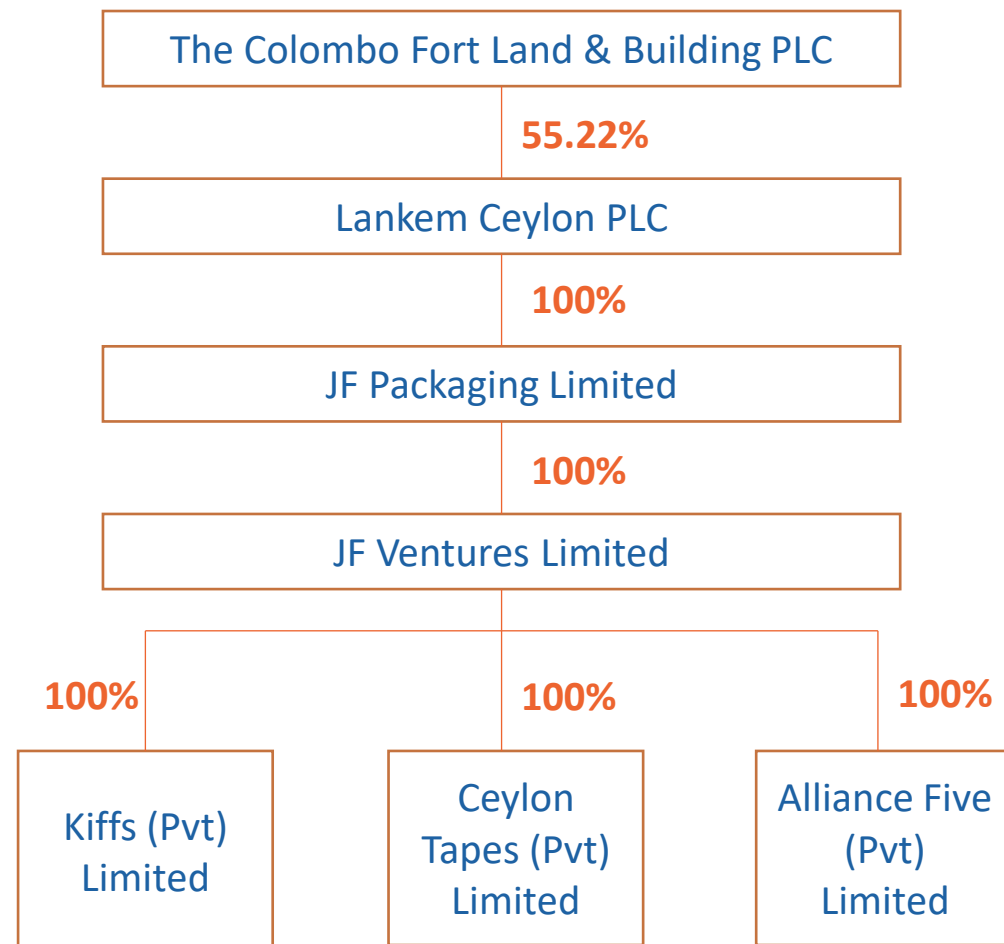 The Colombo Fort Land & Building PLC
55.22%
Lankem Ceylon PLC
100%
JF Packaging Limited
100%
JF Ventures Limited
100%
100%
100%
Kiffs (Pvt)
Limited
Ceylon
Tapes (Pvt)
Limited
Alliance Five
(Pvt)
Limited